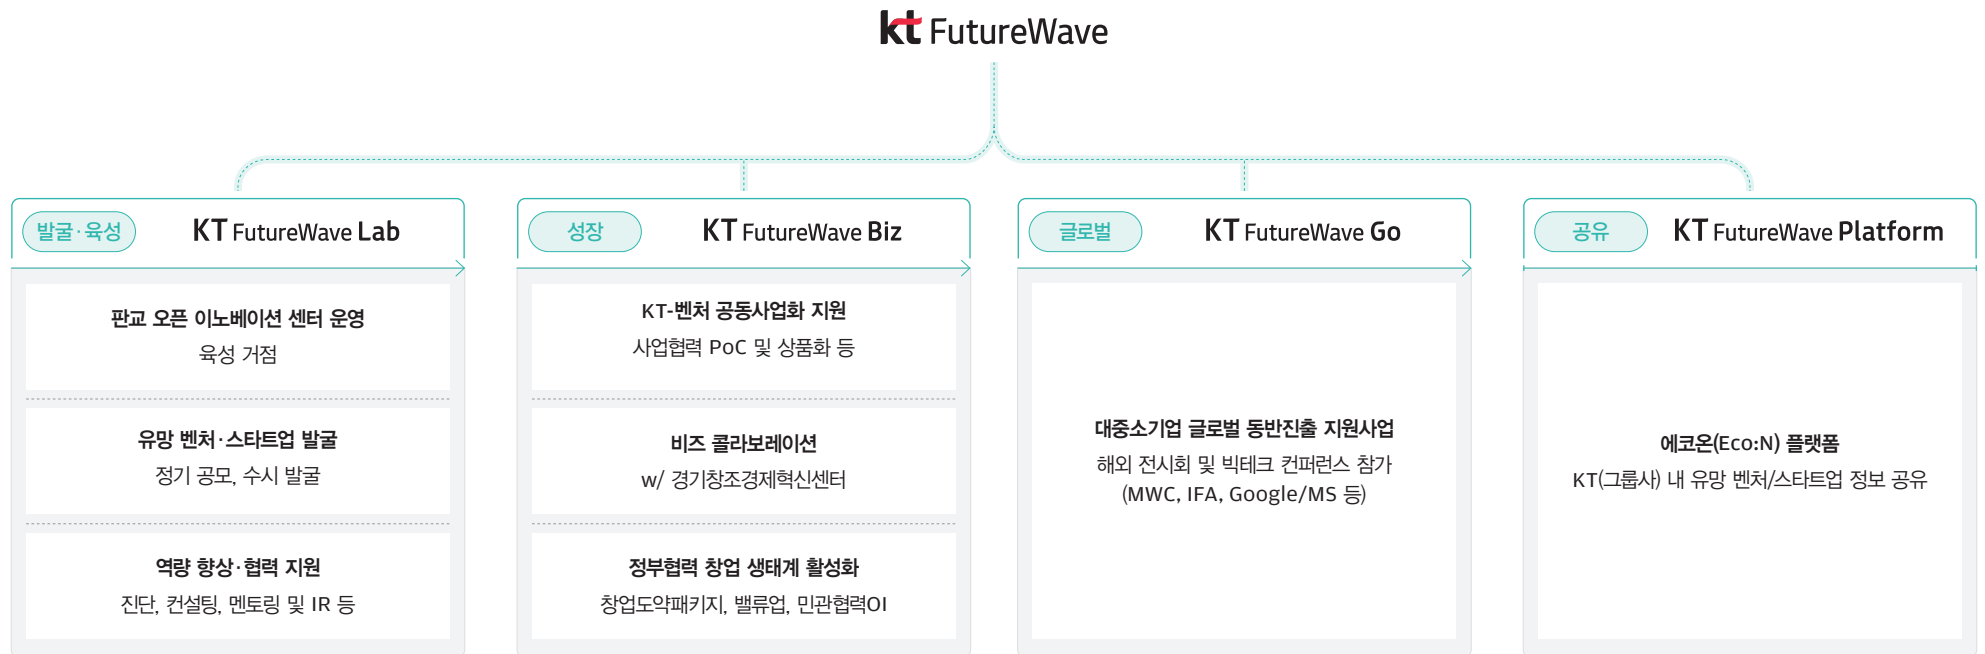 kt FutureWave
발굴·육성
KT FutureWave Lab
판교 오픈 이노베이션 센터 운영
육성 거점
유망 벤처·스타트업 발굴
정기 공모, 수시 발굴
역량 향상·협력 지원
진단, 컨설팅, 멘토링 및 IR 등
성장
KT FutureWave Biz
KT-벤처 공동사업화 지원
사업협력 PoC 및 상품화 등
비즈 콜라보레이션
w/ 경기창조경제혁신센터
정부협력 창업 생태계 활성화
창업도약패키지, 밸류업, 민관협력OI
글로벌
KT FutureWave Go
대중소기업 글로벌 동반진출 지원사업
해외 전시회 및 빅테크 컨퍼런스 참가
(MWC, IFA, Google/MS 등)
공유
KT FutureWave Platform
에코온(Eco:N) 플랫폼
KT(그룹사) 내 유망 벤처/스타트업 정보 공유